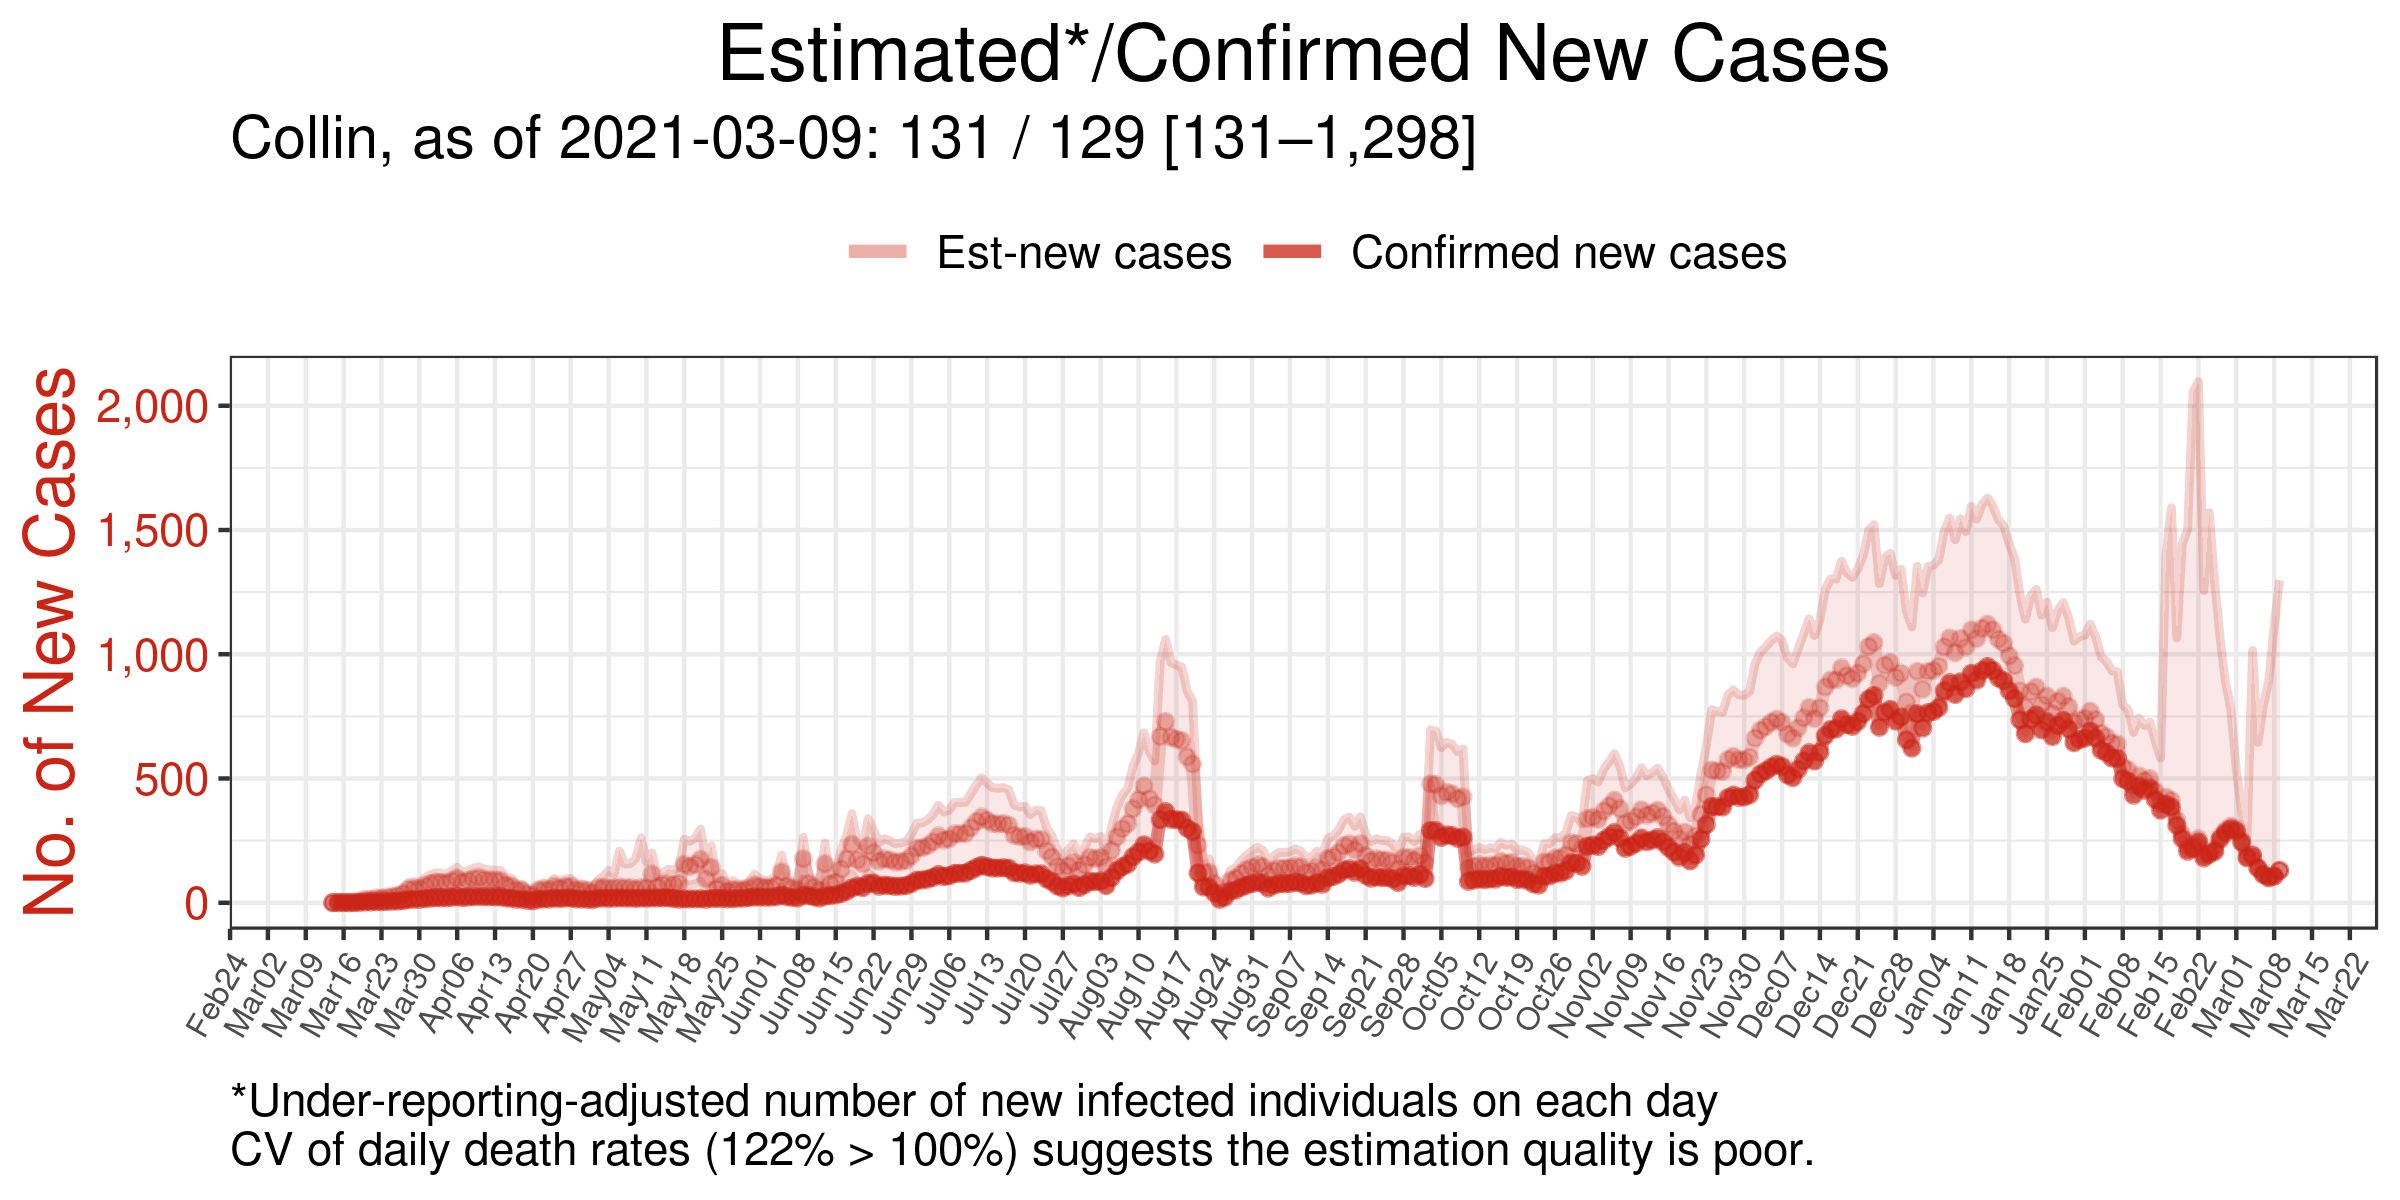 Estimated*/Confirmed New Cases
Collin, as of 2021-03-09: 131 / 129 [131–1,298]
Est-new cases
Confirmed new cases
No. of New Cases
2,000
1,500
1,000
500
0
Feb24
Mar02
Mar09
Mar16
Mar23
Mar30
Apr06
Apr13
Apr20
Apr27
May04
May11
May18
May25
Jun01
Jun08
Jun15
Jun22
Jun29
Jul06
Jul13
Jul20
Jul27
Aug03
Aug10
Aug17
Aug24
Aug31
Sep07
Sep14
Sep21
Sep28
Oct05
Oct12
Oct19
Oct26
Nov02
Nov09
Nov16
Nov23
Nov30
Dec07
Dec14
Dec21
Dec28
Jan04
Jan11
Jan18
Jan25
Feb01
Feb08
Feb15
Feb22
Mar01
Mar08
Mar15
Mar22
*Under-reporting-adjusted number of new infected individuals on each day
CV of daily death rates (122% > 100%) suggests the estimation quality is poor.